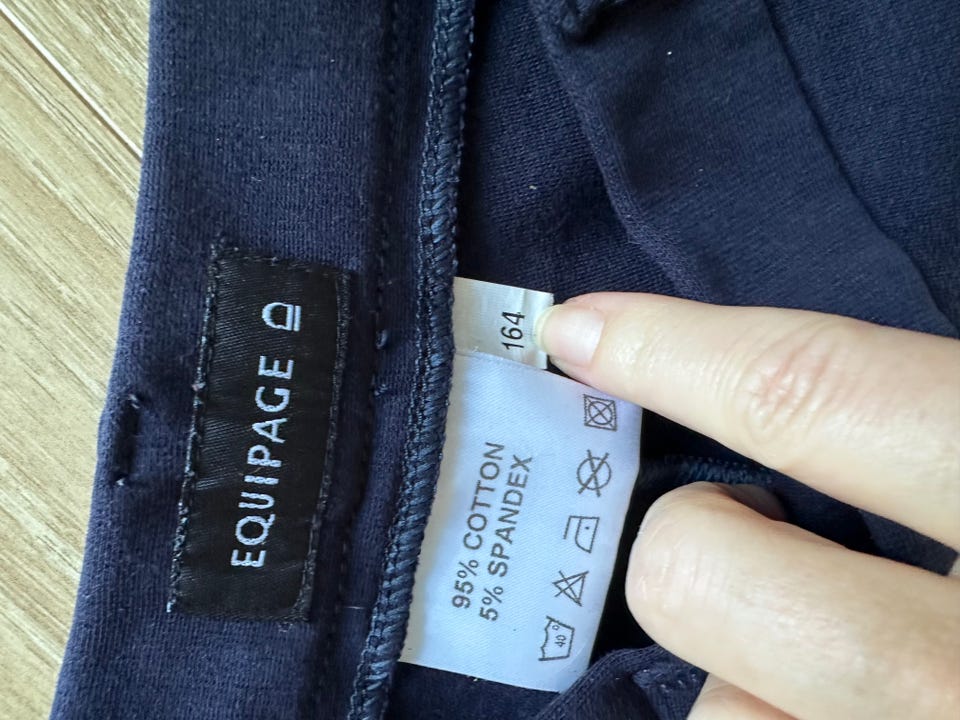 EQUIPAGE
164
95% COTTON
5% SPANDEX
40°